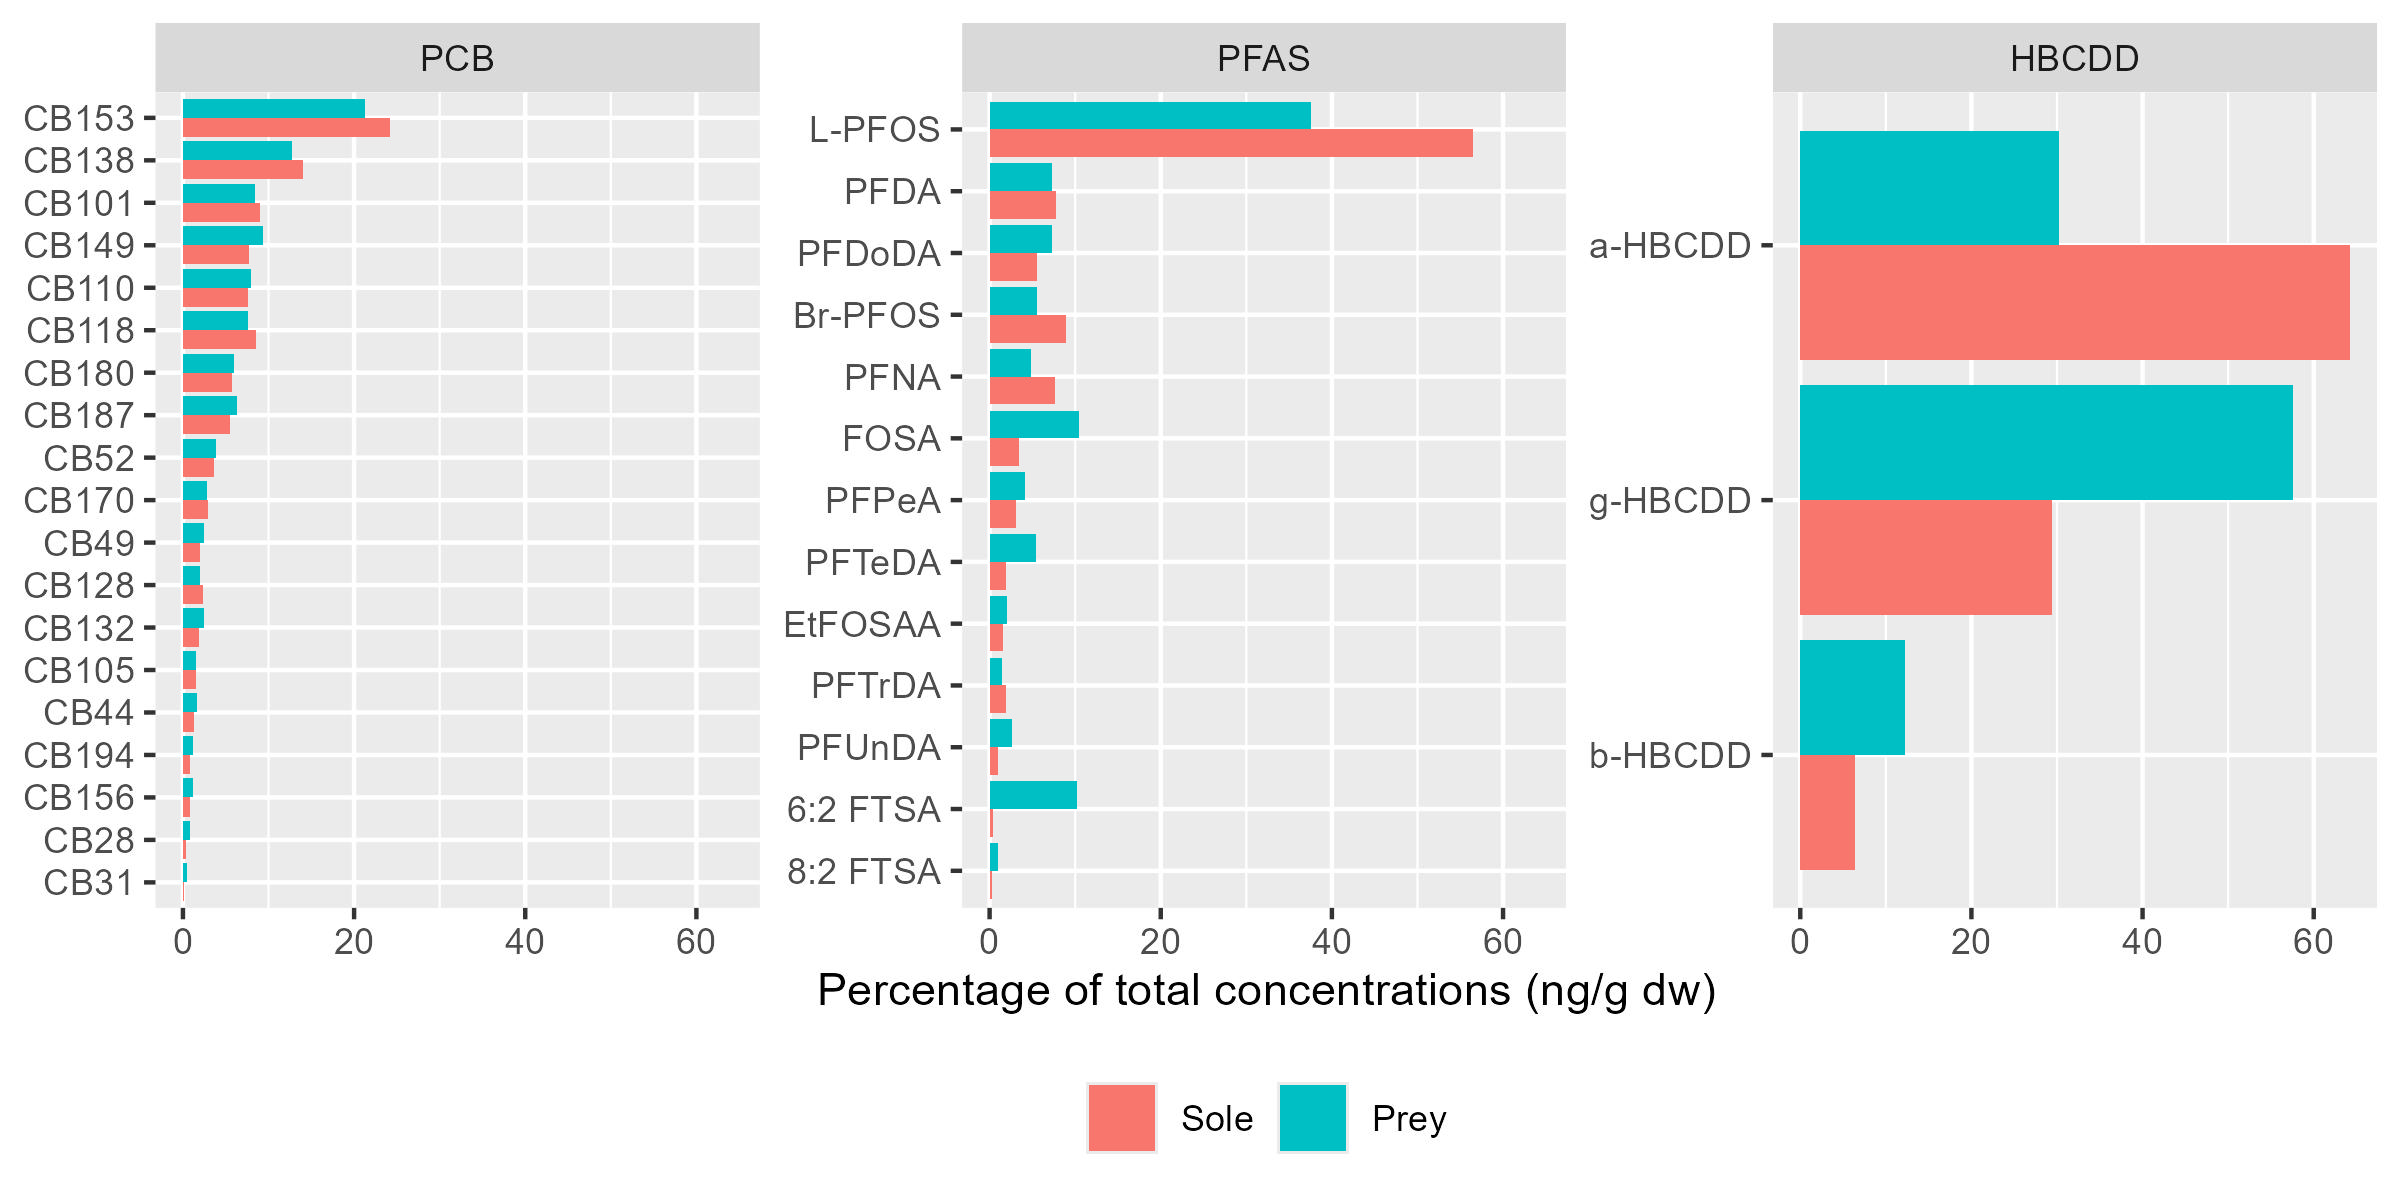 PCB
PFAS
HBCDD
CB153
CB138
CB101
CB149
CB110
CB118
CB180
CB187
CB52
CB170
CB49
CB128
CB132
CB105
CB44
CB194
CB156
CB28
CB31
0 20 40 60
L-PFOS
PFDA
PFDoDA
Br-PFOS
PFNA
FOSA
PFPeA
PFTeDA
EtFOSAA
PFTrDA
PFUnDA
6:2 FTSA
8:2 FTSA
0 20 40 60
a-HBCDD
g-HBCDD
b-HBCDD
0 20 40 60
Percentage of total concentrations (ng/g dw)
Sole
Prey